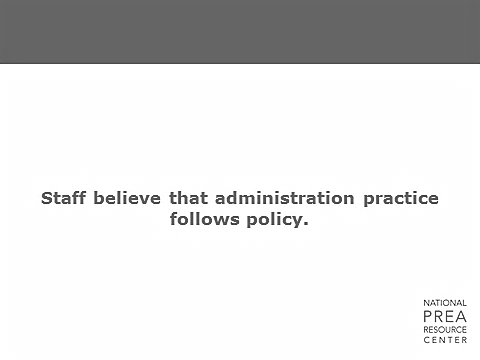 Staff believe that administration practice
follows policy.
NATIONAL
PREA
RESOURCE
CENTER